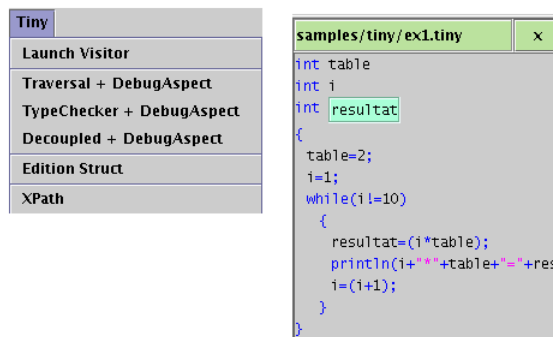 Tiny
Launch Visitor
Traversal + DebugAspect
TypeChecker + DebugAspect
Decoupled + DebugAspect
Edition Struct
XPath
samples/tiny/ex1.tiny x
int table
int i
int resultat
{
table=2;
i=1;
while(i!=10)
{
resultat=(i*table);
println(i+"*"+table+"="+res
i=(i+1);
}
}